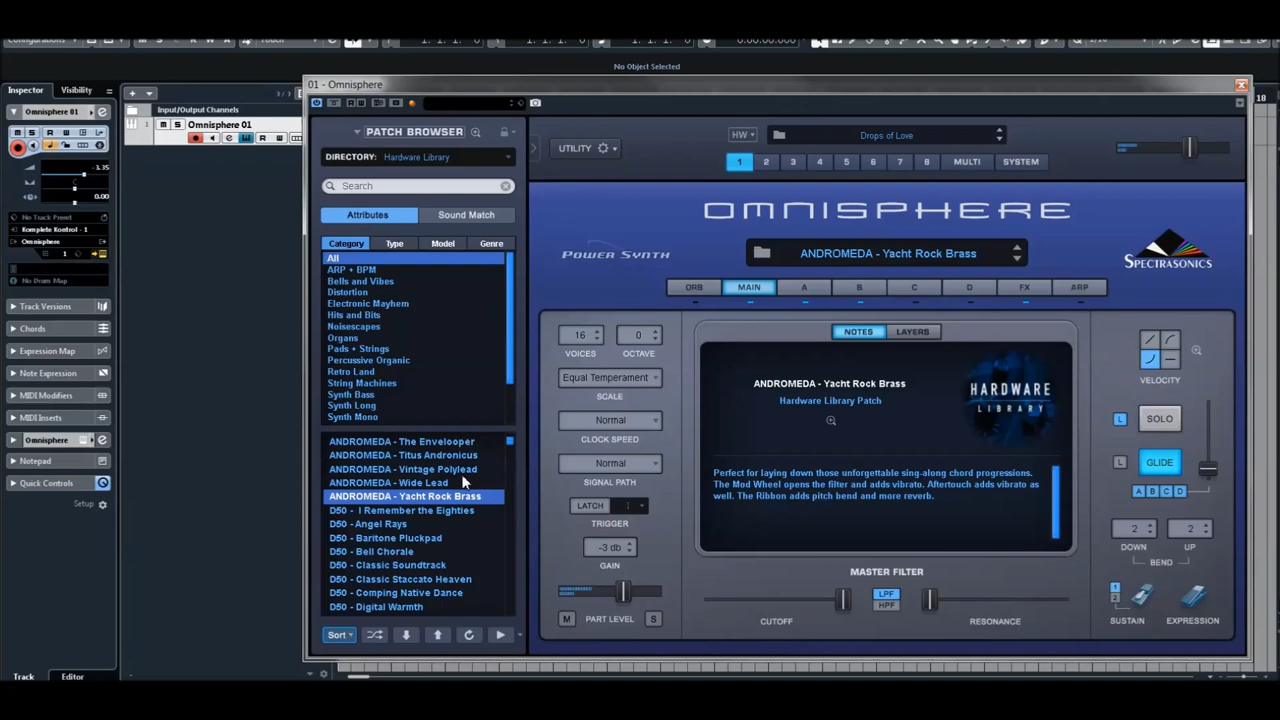 No Object Selected
Inspector
Visibility
Input/Output Channels
3/3
18
Omnisphere 01
M S R W
1 M S Omnisphere 01
R W
-3.35
0.00
No Track Preset
Komplete Kontrol - 1
Omnisphere
1
No Drum Map
Track Versions
Chords
Expression Map
Note Expression
MIDI Modifiers
MIDI Inserts
Omnisphere
Notepad
Quick Controls
Setup
Track
Editor
01 - Omnisphere
PATCH BROWSER
DIRECTORY: Hardware Library
Search
Attributes
Sound Match
Category
Type
Model
Genre
All
ARP + BPM
Bells and Vibes
Distortion
Electronic Mayhem
Hits and Bits
Noisescapes
Organs
Pads + Strings
Percussive Organic
Retro Land
String Machines
Synth Bass
Synth Long
Synth Mono
ANDROMEDA - The Envelooper
ANDROMEDA - Titus Andronicus
ANDROMEDA - Vintage Polylead
ANDROMEDA - Wide Lead
ANDROMEDA - Yacht Rock Brass
D50 - I Remember the Eighties
D50 - Angel Rays
D50 - Baritone Pluckpad
D50 - Bell Chorale
D50 - Classic Soundtrack
D50 - Classic Staccato Heaven
D50 - Comping Native Dance
D50 - Digital Warmth
Sort
UTILITY
HW
Drops of Love
1 2 3 4 5 6 7 8 MULTI SYSTEM
OMNISPHERE
POWER SYNTH
ANDROMEDA - Yacht Rock Brass
SPECTRASONICS
ORB MAIN A B C D FX ARP
16
VOICES
0
OCTAVE
Equal Temperament
SCALE
Normal
CLOCK SPEED
Normal
SIGNAL PATH
LATCH
TRIGGER
-3 db
GAIN
M PART LEVEL S
NOTES
LAYERS
ANDROMEDA - Yacht Rock Brass
Hardware Library Patch
HARDWARE
LIBRARY
Perfect for laying down those unforgettable sing-along chord progressions.
The Mod Wheel opens the filter and adds vibrato. Aftertouch adds vibrato as
well. The Ribbon adds pitch bend and more reverb.
MASTER FILTER
LPF
HPF
CUTOFF
RESONANCE
VELOCITY
L SOLO
L GLIDE
A B C D
2
DOWN
2
UP
BEND
1
2
SUSTAIN
EXPRESSION